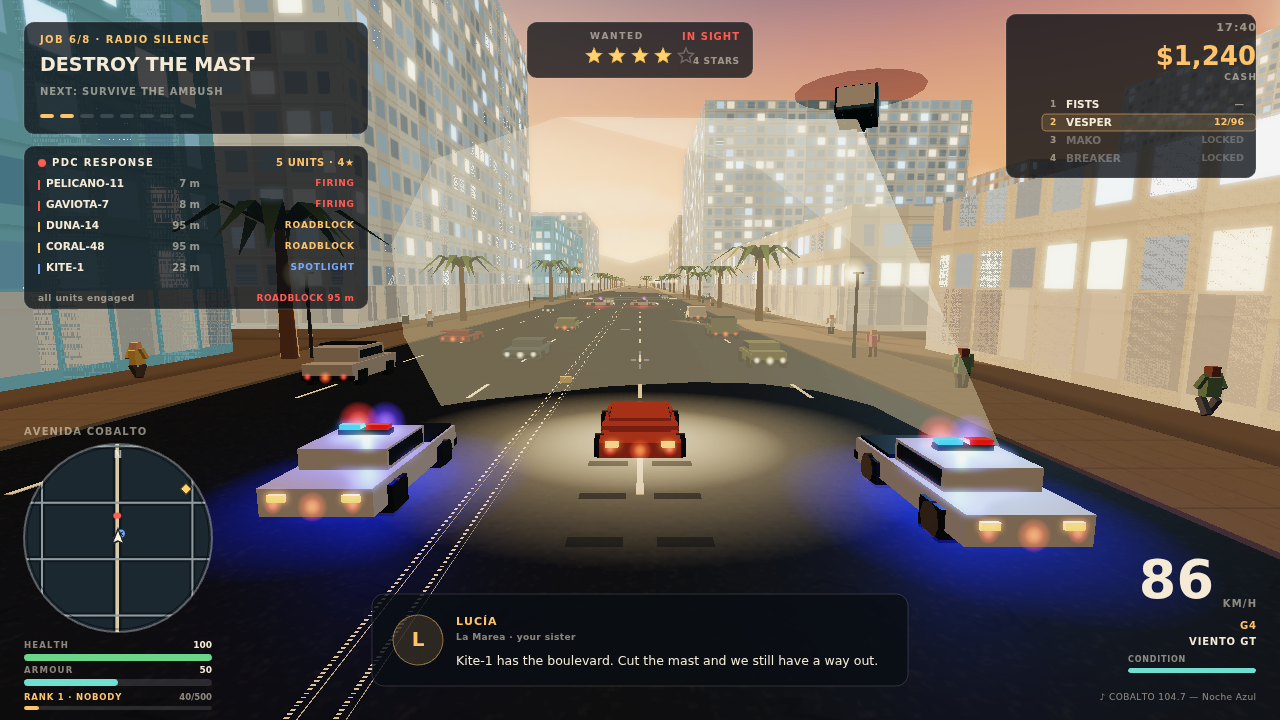 JOB 6/8 · RADIO SILENCE
DESTROY THE MAST
NEXT: SURVIVE THE AMBUSH
PDC RESPONSE 5 UNITS · 4★
PELICANO-11 7 m FIRING
GAVIOTA-7 8 m FIRING
DUNA-14 95 m ROADBLOCK
CORAL-48 95 m ROADBLOCK
KITE-1 23 m SPOTLIGHT
all units engaged ROADBLOCK 95 m
WANTED IN SIGHT
★★★★☆ 4 STARS
17:40
$1,240
CASH
1 FISTS —
2 VESPER 12/96
3 MAKO LOCKED
4 BREAKER LOCKED
AVENIDA COBALTO
N
HEALTH 100
ARMOUR 50
RANK 1 · NOBODY 40/500
L
LUCÍA
La Marea · your sister
Kite-1 has the boulevard. Cut the mast and we still have a way out.
86 KM/H
G4
VIENTO GT
CONDITION
♪ COBALTO 104.7 — Noche Azul